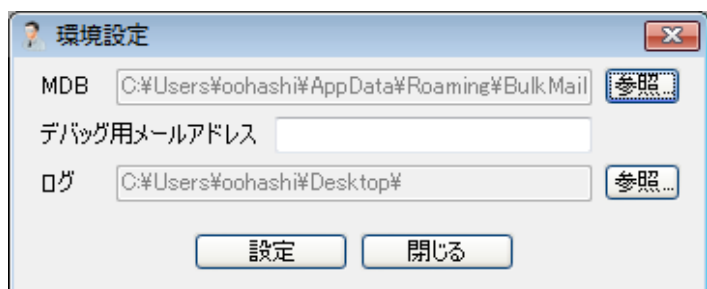 環境設定
MDB C:¥Users¥oohashi¥AppData¥Roaming¥BulkMail 参照...
デバッグ用メールアドレス
ログ C:¥Users¥oohashi¥Desktop¥ 参照...
設定 閉じる